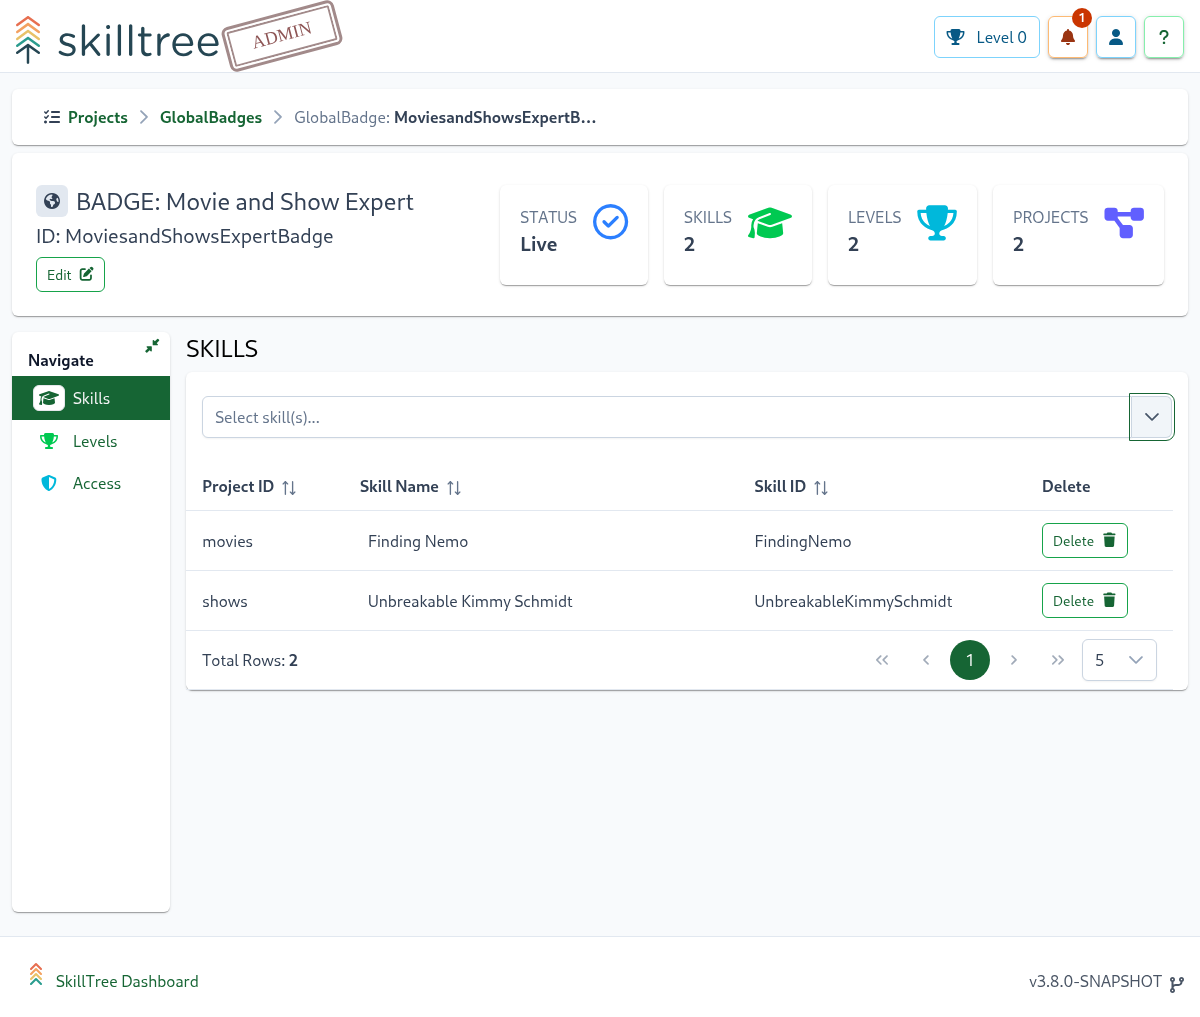 skilltree
ADMIN
Level 0
1
?
Projects
GlobalBadges
GlobalBadge: MoviesandShowsExpertB...
BADGE: Movie and Show Expert
ID: MoviesandShowsExpertBadge
Edit
STATUS
Live
SKILLS
2
LEVELS
2
PROJECTS
2
Navigate
Skills
Levels
Access
SKILLS
Select skill(s)...
Project ID Skill Name Skill ID Delete
movies Finding Nemo FindingNemo Delete
shows Unbreakable Kimmy Schmidt UnbreakableKimmySchmidt Delete
Total Rows: 2
1
5
SkillTree Dashboard
v3.8.0-SNAPSHOT